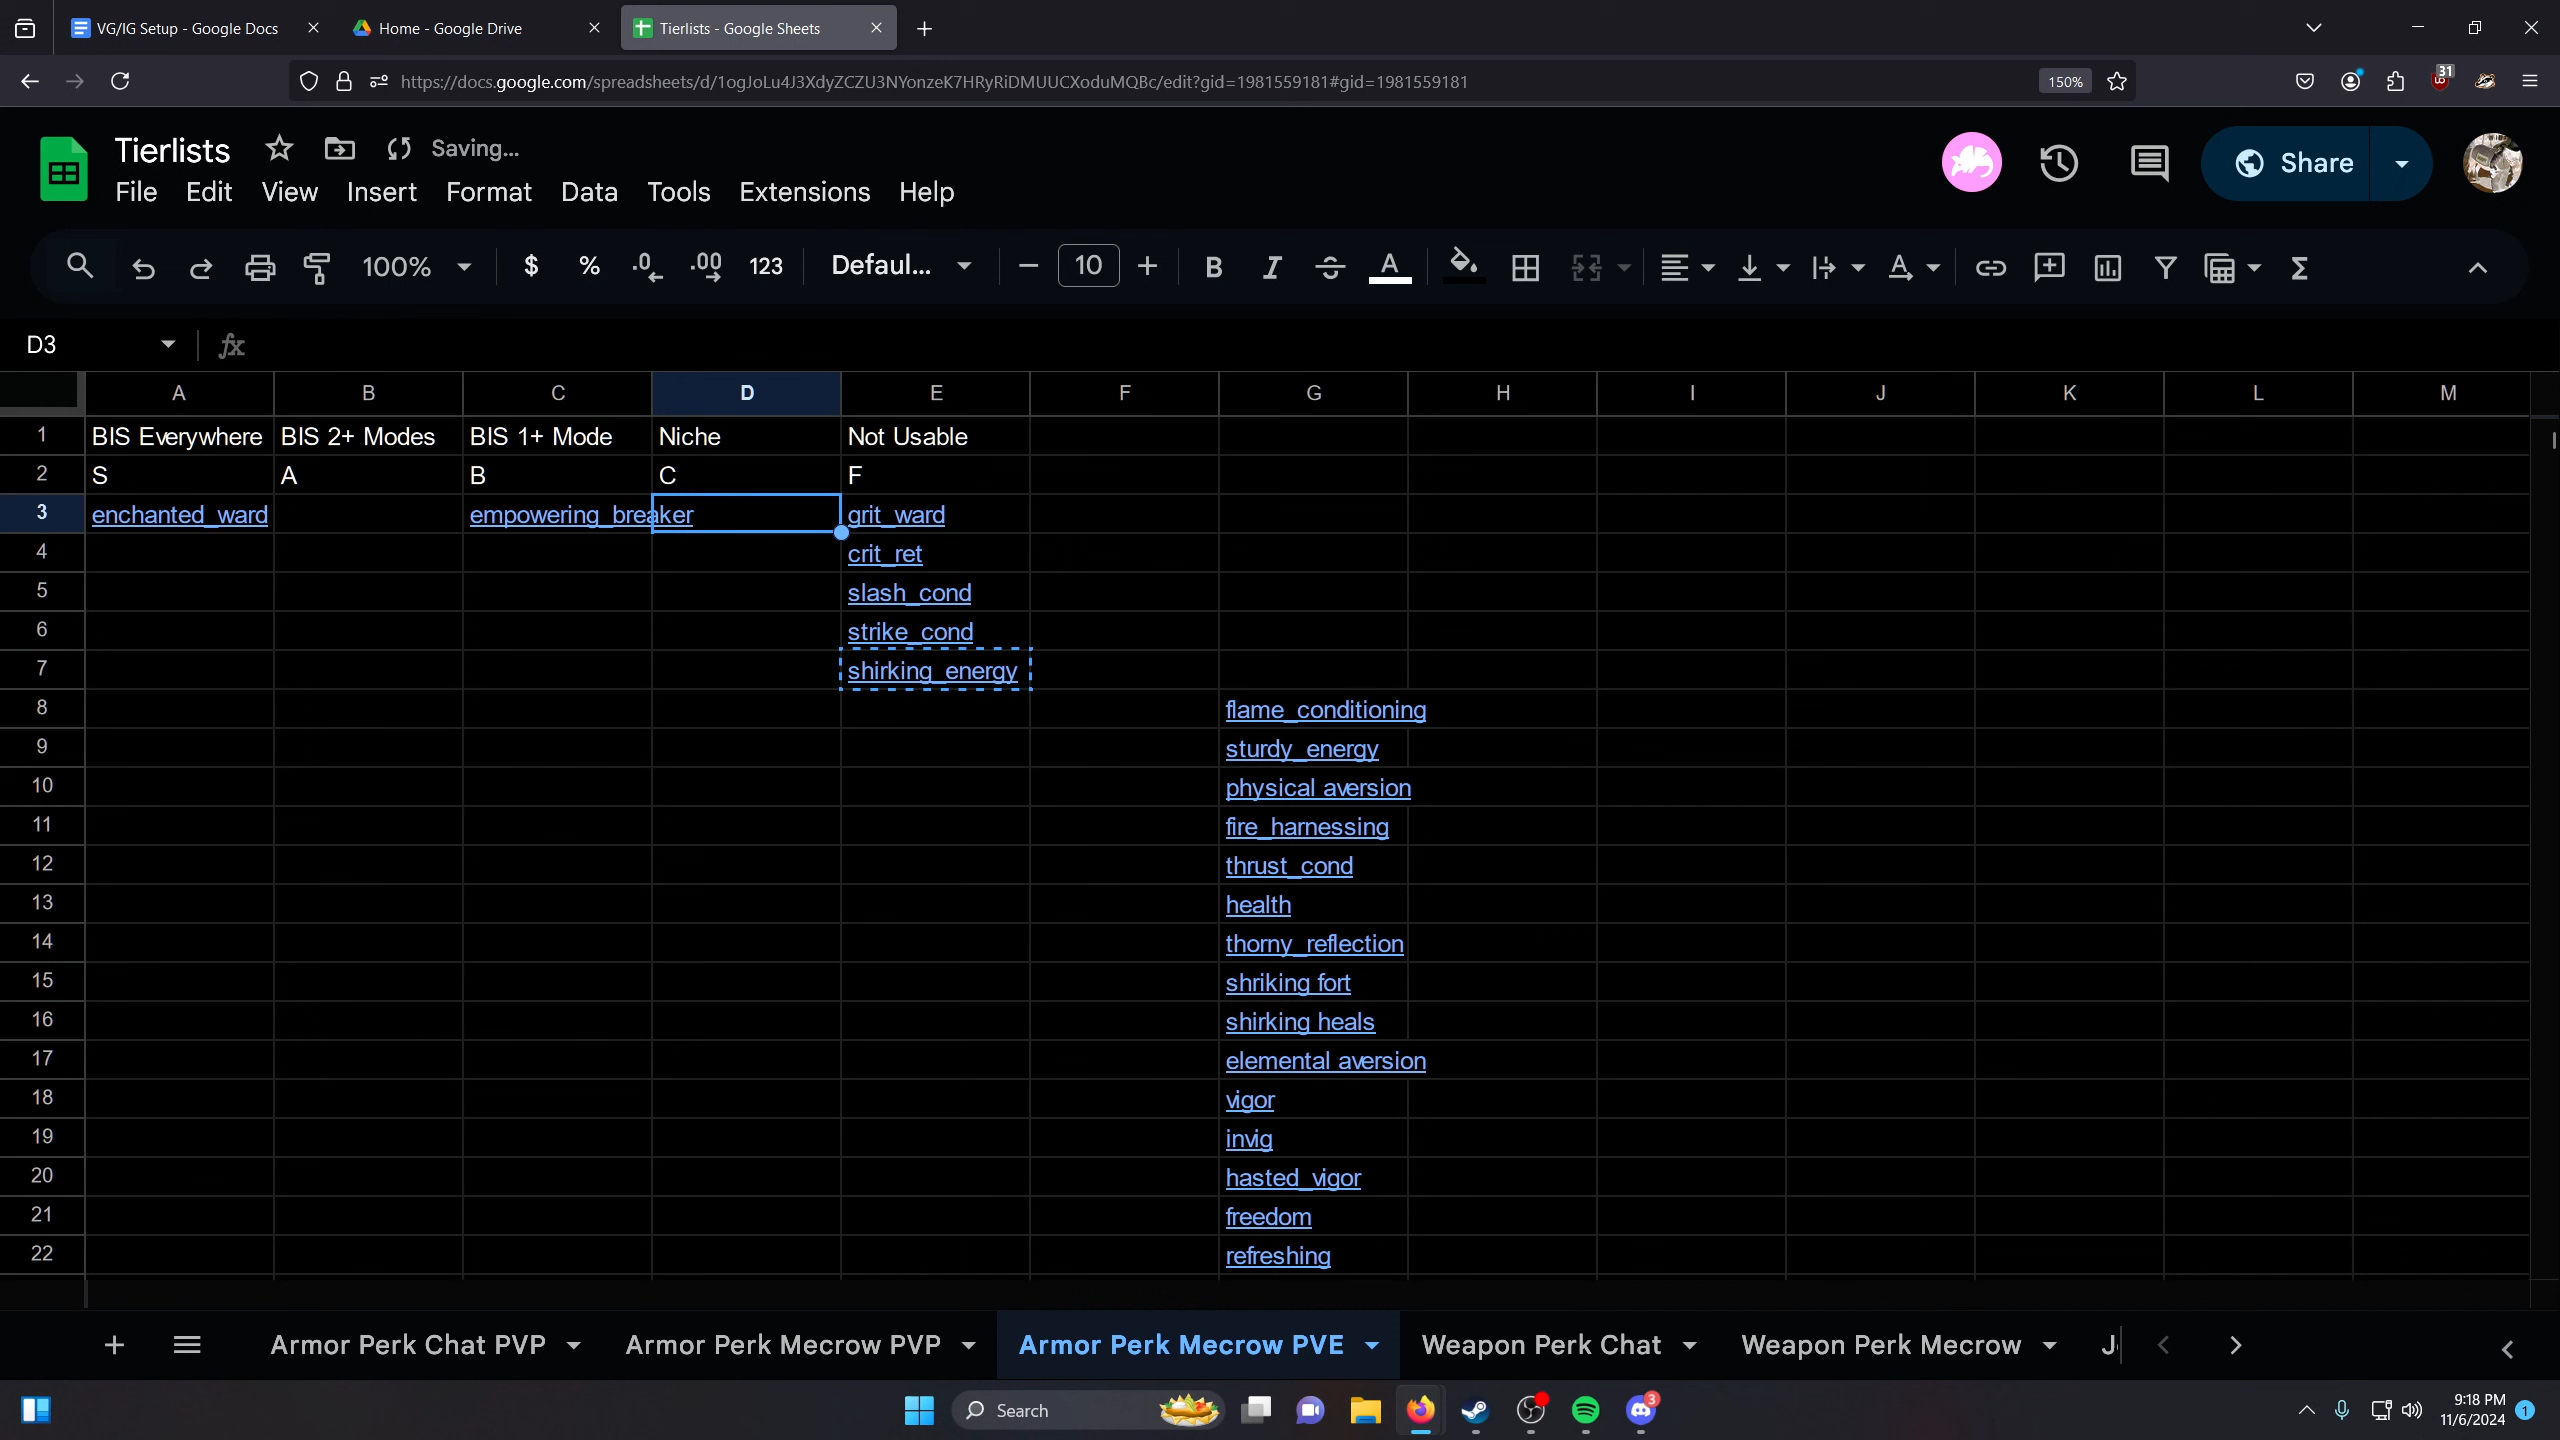 VG/IG Setup - Google Docs
Home - Google Drive
Tierlists - Google Sheets
https://docs.google.com/spreadsheets/d/1ogJoLu4J3XdyZCZU3NYonzeK7HRyRiDMUUCXoduMQBc/edit?gid=1981559181#gid=1981559181
150%
31
Tierlists
Saving...
File Edit View Insert Format Data Tools Extensions Help
Share
100% $ % .0 .00 123 Defaul... 10 B I A
D3 fx
A B C D E F G H I J K L M
1 BIS Everywhere BIS 2+ Modes BIS 1+ Mode Niche Not Usable
2 S A B C F
3 enchanted_ward empowering_breaker grit_ward
4 crit_ret
5 slash_cond
6 strike_cond
7 shirking_energy
8 flame_conditioning
9 sturdy_energy
10 physical aversion
11 fire_harnessing
12 thrust_cond
13 health
14 thorny_reflection
15 shriking fort
16 shirking heals
17 elemental aversion
18 vigor
19 invig
20 hasted_vigor
21 freedom
22 refreshing
Armor Perk Chat PVP Armor Perk Mecrow PVP Armor Perk Mecrow PVE Weapon Perk Chat Weapon Perk Mecrow
Search
3
9:18 PM
11/6/2024
1